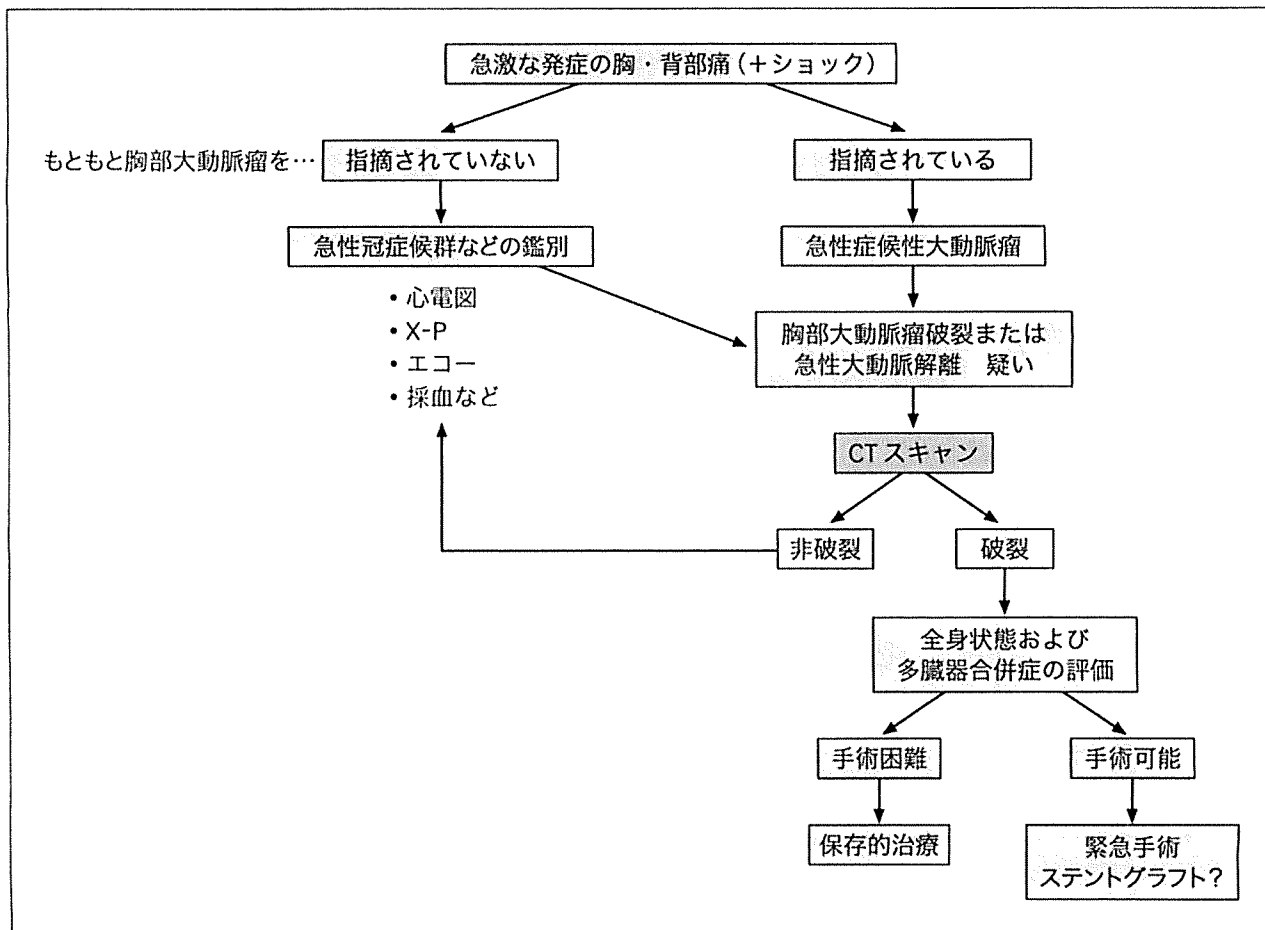 急激な発症の胸・背部痛(+ショック)
もともと胸部大動脈瘤を…
指摘されていない
指摘されている
急性冠症候群などの鑑別
急性症候性大動脈瘤
・心電図
・X-P
・エコー
・採血など
胸部大動脈瘤破裂または
急性大動脈解離 疑い
CTスキャン
非破裂
破裂
全身状態および
多臓器合併症の評価
手術困難
手術可能
保存的治療
緊急手術
ステントグラフト?